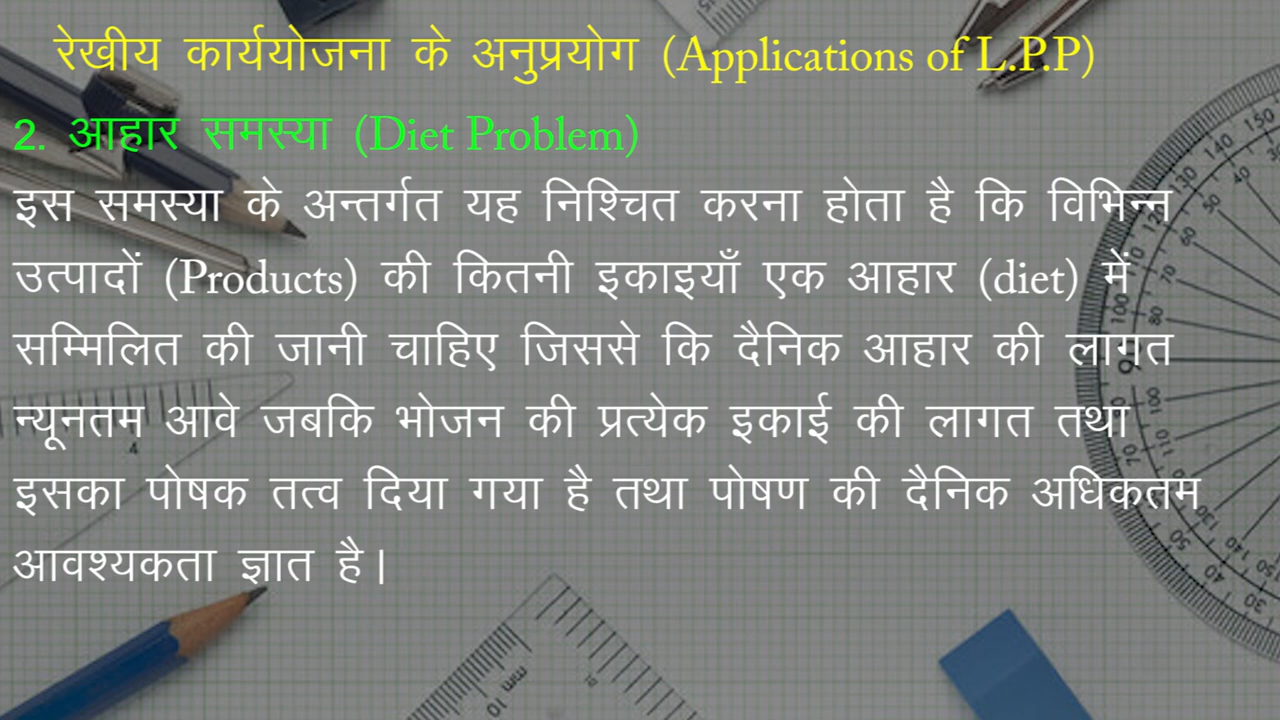 रेखीय कार्ययोजना के अनुप्रयोग (Applications of L.P.P)
2. आहार समस्या (Diet Problem)
इस समस्या के अन्तर्गत यह निश्चित करना होता है कि विभिन्न
उत्पादों (Products) की कितनी इकाइयाँ एक आहार (diet) में
सम्मिलित की जानी चाहिए जिससे कि दैनिक आहार की लागत
न्यूनतम आवे जबकि भोजन की प्रत्येक इकाई की लागत तथा
इसका पोषक तत्व दिया गया है तथा पोषण की दैनिक अधिकतम
आवश्यकता ज्ञात है।